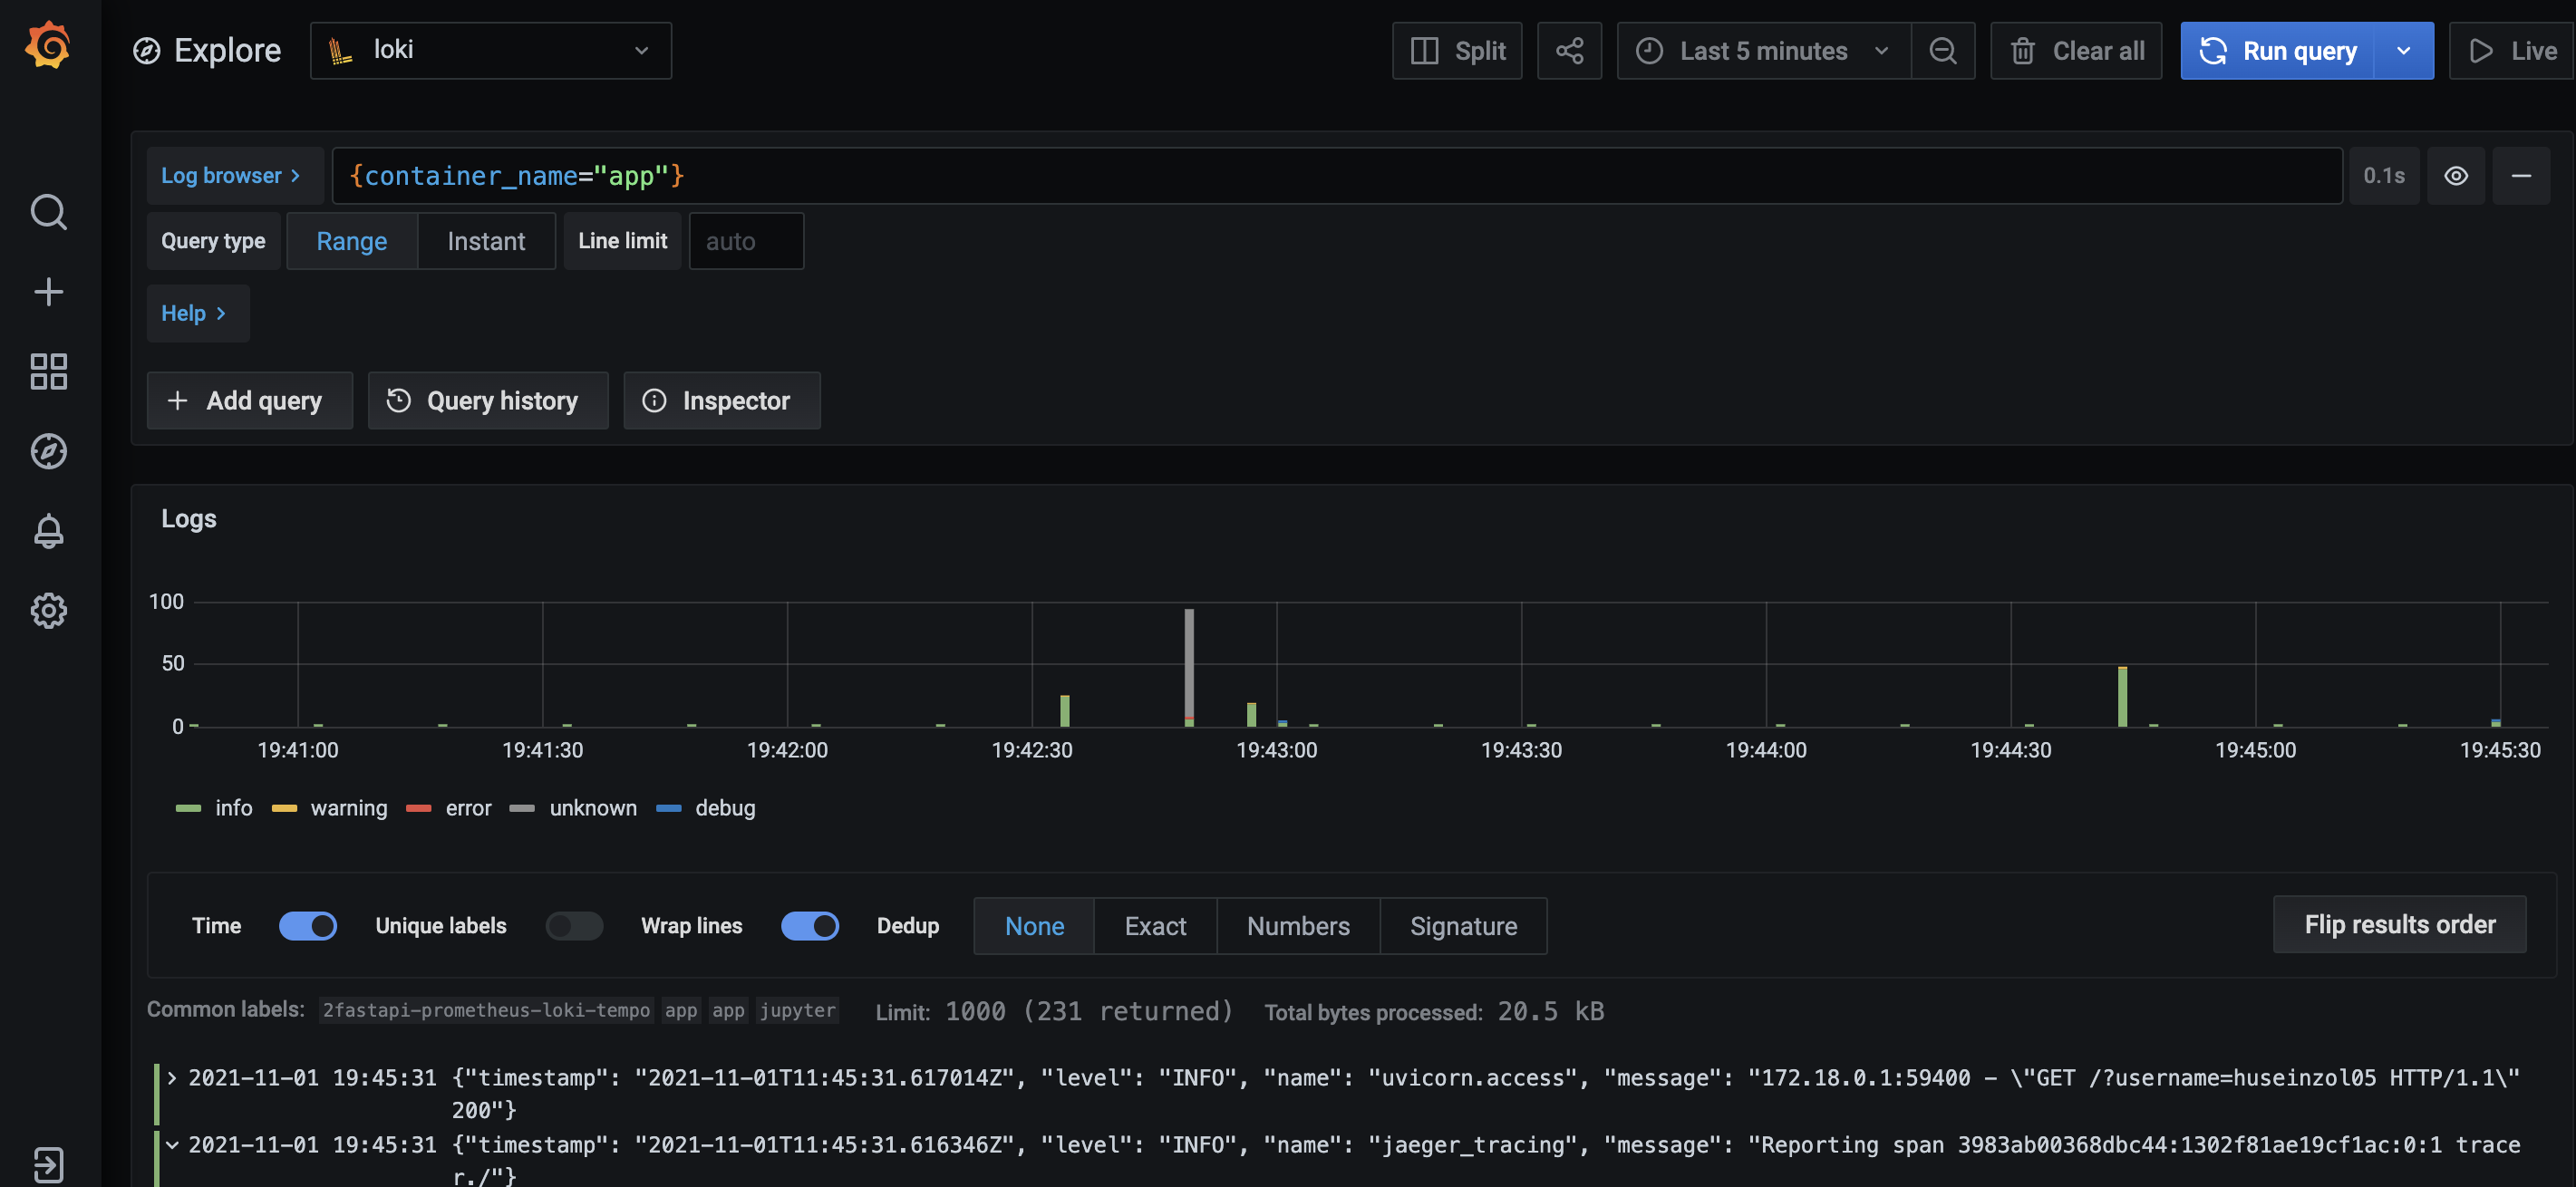 Explore loki Split Last 5 minutes Clear all Run query Live
Log browser > {container_name="app"} 0.1s
Query type Range Instant Line limit auto
Help >
Add query Query history Inspector
Logs
100
50
0
19:41:00 19:41:30 19:42:00 19:42:30 19:43:00 19:43:30 19:44:00 19:44:30 19:45:00 19:45:30
info warning error unknown debug
Time Unique labels Wrap lines Dedup None Exact Numbers Signature Flip results order
Common labels: 2fastapi-prometheus-loki-tempo app app jupyter Limit: 1000 (231 returned) Total bytes processed: 20.5 kB
2021-11-01 19:45:31 {"timestamp": "2021-11-01T11:45:31.617014Z", "level": "INFO", "name": "uvicorn.access", "message": "172.18.0.1:59400 - \"GET /?username=huseinzol05 HTTP/1.1\"
200"}
2021-11-01 19:45:31 {"timestamp": "2021-11-01T11:45:31.616346Z", "level": "INFO", "name": "jaeger_tracing", "message": "Reporting span 3983ab00368dbc44:1302f81ae19cf1ac:0:1 trace
r./"}